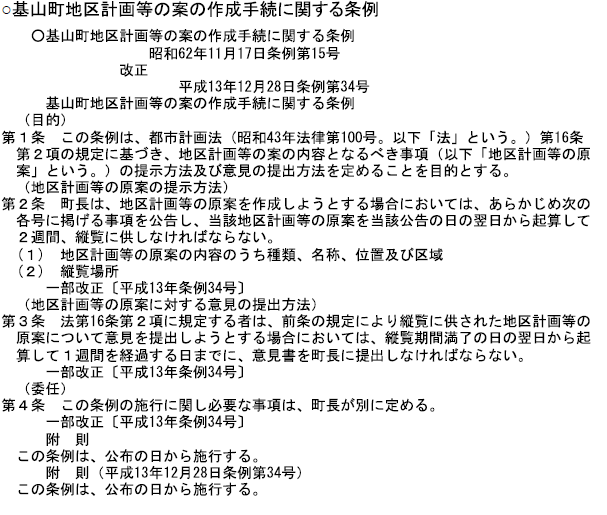 ○基山町地区計画等の案の作成手続に関する条例
○基山町地区計画等の案の作成手続に関する条例
昭和62年11月17日条例第15号
改正
平成13年12月28日条例第34号
基山町地区計画等の案の作成手続に関する条例
（目的）
第１条　この条例は、都市計画法（昭和43年法律第100号。以下「法」という。）第16条
第２項の規定に基づき、地区計画等の案の内容となるべき事項（以下「地区計画等の原
案」という。）の提示方法及び意見の提出方法を定めることを目的とする。
（地区計画等の原案の提示方法）
第２条　町長は、地区計画等の原案を作成しようとする場合においては、あらかじめ次の
各号に掲げる事項を公告し、当該地区計画等の原案を当該公告の日の翌日から起算して
２週間、縦覧に供しなければならない。
（１）　地区計画等の原案の内容のうち種類、名称、位置及び区域
（２）　縦覧場所
一部改正〔平成13年条例34号〕
（地区計画等の原案に対する意見の提出方法）
第３条　法第16条第２項に規定する者は、前条の規定により縦覧に供された地区計画等の
原案について意見を提出しようとする場合においては、縦覧期間満了の日の翌日から起
算して１週間を経過する日までに、意見書を町長に提出しなければならない。
一部改正〔平成13年条例34号〕
（委任）
第４条　この条例の施行に関し必要な事項は、町長が別に定める。
一部改正〔平成13年条例34号〕
附　則
この条例は、公布の日から施行する。
附　則（平成13年12月28日条例第34号）
この条例は、公布の日から施行する。